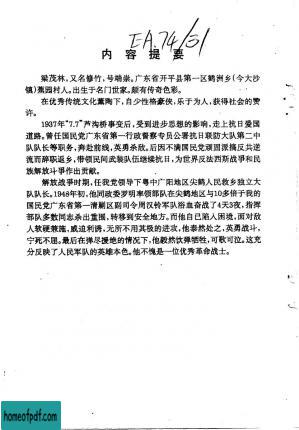 EA.74/31
内容提要
梁茂林，又名修竹，号啸崇，广东省开平县第一区鹤洲乡（今大沙
镇）蕉园村人。出生于名门世家。颇有传奇色彩。
在优秀传统文化薰陶下，自少性格豪侠，乐于为人，获得社会的赞
许。
1937年“7.7”芦沟桥事变后，受到进步思想的影响，走上抗日爱国
道路。曾任国民党广东省第一行政督察专员公署抗日联防大队第二中
队队长等职务，奔赴前线，英勇杀敌。后因不满国民党顽固派搞反共逆
流而辞职返乡，带领民间武装队伍继续抗日，为世界反法西斯战争和民
族解放斗争作出贡献。
解放战争时期，任我党领导下粤中广阳地区尖鹤人民救乡独立大
队队长。1948年初，他同政委罗明率领部队在尖鹤地区与10多倍于我的
国民党广东省第一清剿区副司令周汉铃军队浴血奋战了4天3夜，指挥
部队多数同志杀出重围，转移到安全地方。而他自己陷入困境，面对敌
人软硬兼施，威迫利诱，无所不用其极的进攻，他泰然处之，英勇战斗，
宁死不屈。最后在弹尽援绝的情况下，他毅然饮弹牺牲，可歌可泣。这充
分反映了人民军队的英雄本色。他不愧是一位优秀革命战士。
homeofpdf.com
homeofpdf.com